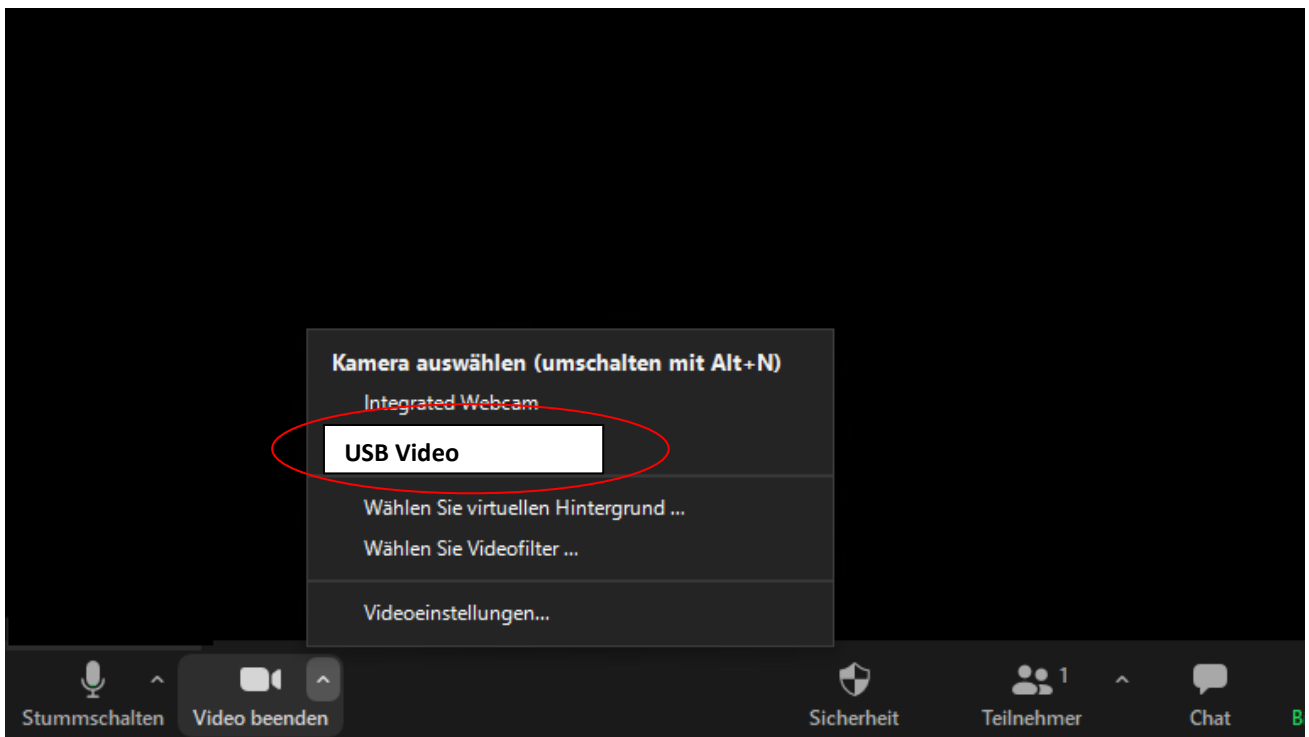 Kamera auswählen (umschalten mit Alt+N)
Integrated Webcam
USB Video
Wählen Sie virtuellen Hintergrund ...
Wählen Sie Videofilter ...
Videoeinstellungen...
1
Stummschalten Video beenden Sicherheit Teilnehmer Chat